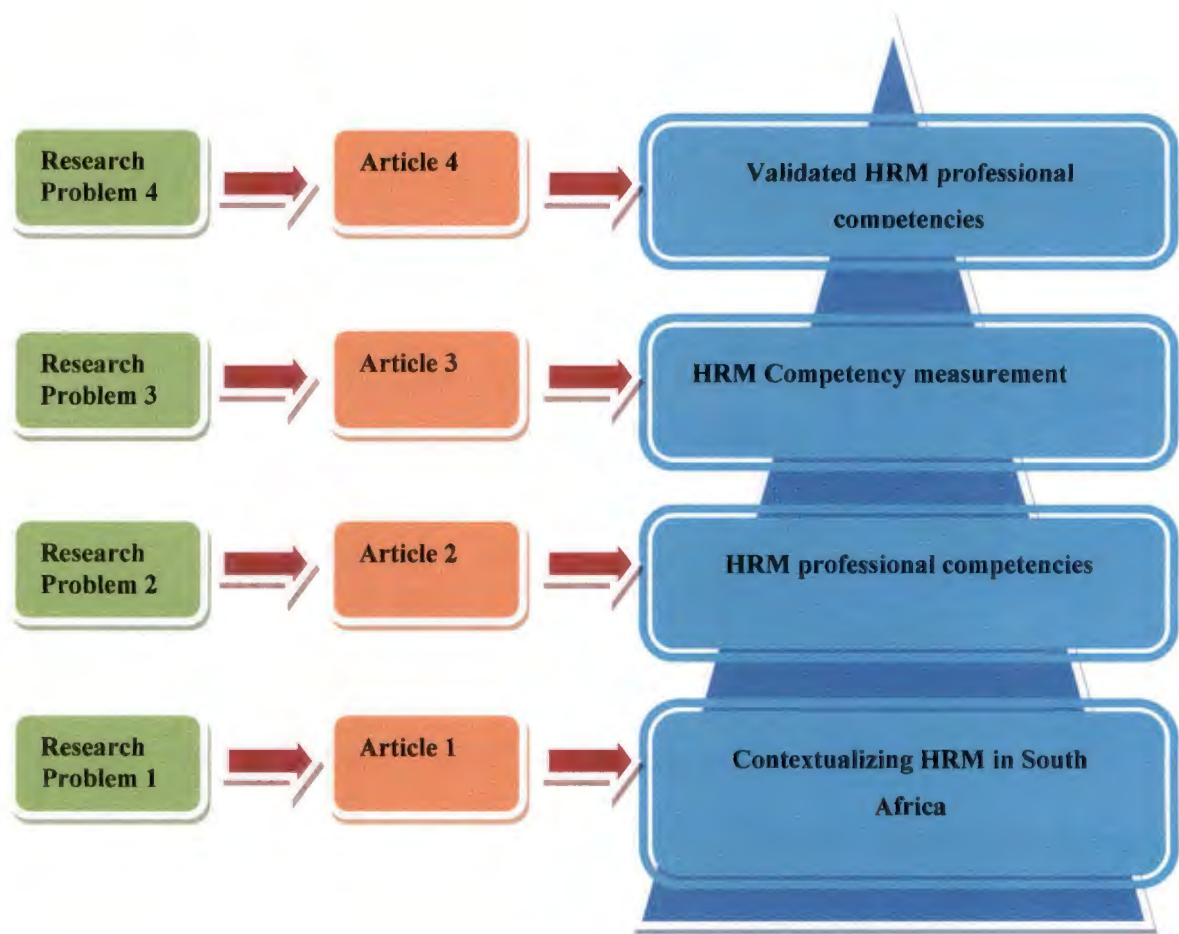 Research
Problem 4
Article 4
Validated HRM professional
competencies
Research
Problem 3
Article 3
HRM Competency measurement
Research
Problem 2
Article 2
HRM professional competencies
Research
Problem 1
Article 1
Contextualizing HRM in South
Africa